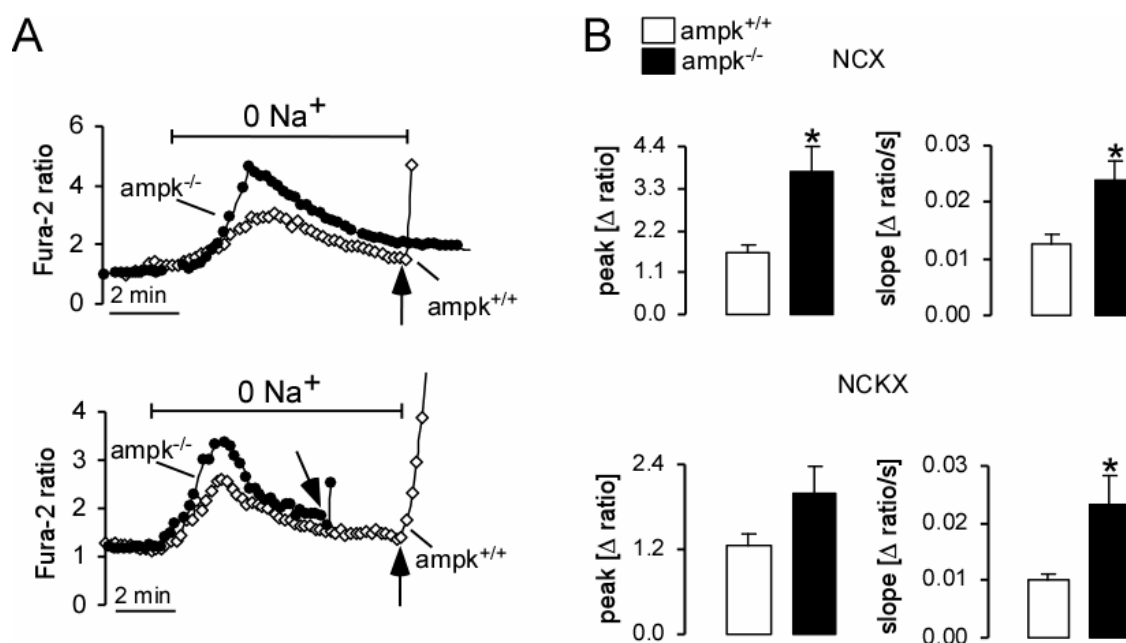 A
0 Na⁺
6
4
2
0
Fura-2 ratio
ampk⁻/⁻
ampk⁺/⁺
2 min
0 Na⁺
4
3
2
1
0
Fura-2 ratio
ampk⁻/⁻
ampk⁺/⁺
2 min
B
ampk⁺/⁺
ampk⁻/⁻
NCX
4.4
3.3
2.2
1.1
0.0
peak [Δ ratio]
*
0.03
0.02
0.01
0.00
slope [Δ ratio/s]
*
NCKX
2.4
1.2
0.0
peak [Δ ratio]
0.03
0.02
0.01
0.00
slope [Δ ratio/s]
*